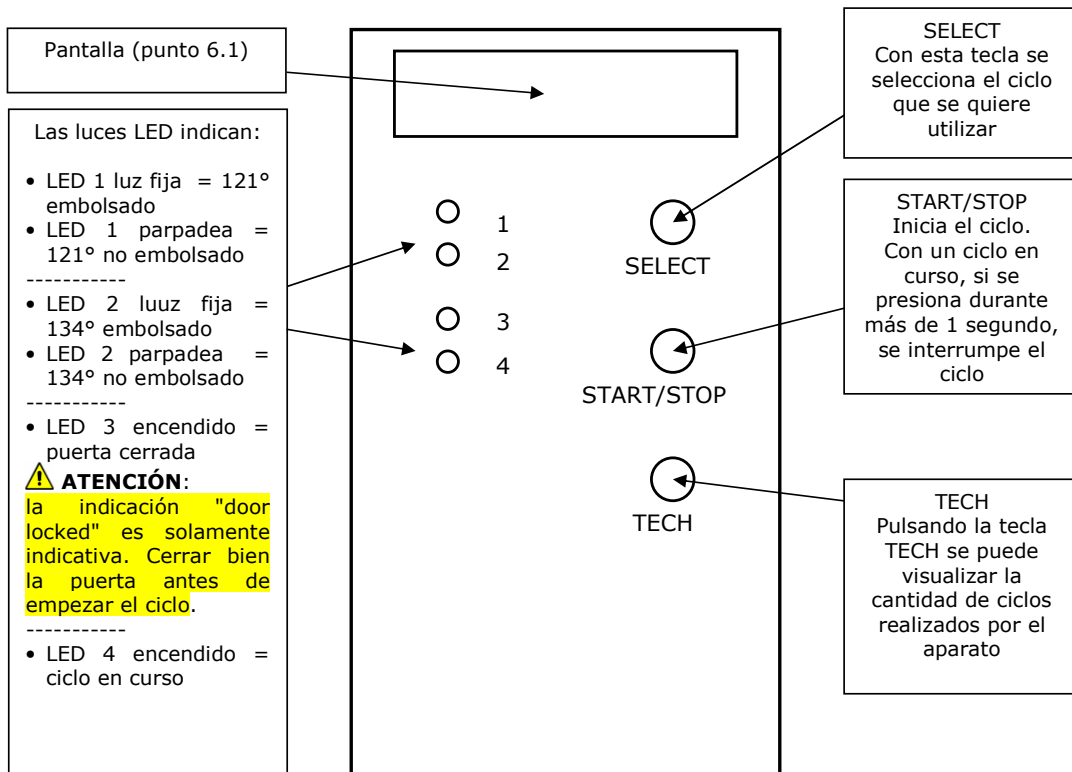 Pantalla (punto 6.1)
Las luces LED indican:
• LED 1 luz fija = 121°
embolsado
• LED 1 parpadea =
121° no embolsado
-----------
• LED 2 luuz fija =
134° embolsado
• LED 2 parpadea =
134° no embolsado
-----------
• LED 3 encendido =
puerta cerrada
ATENCIÓN:
la indicación "door
locked" es solamente
indicativa. Cerrar bien
la puerta antes de
empezar el ciclo.
-----------
• LED 4 encendido =
ciclo en curso
1
2
3
4
SELECT
START/STOP
TECH
SELECT
Con esta tecla se
selecciona el ciclo
que se quiere
utilizar
START/STOP
Inicia el ciclo.
Con un ciclo en
curso, si se
presiona durante
más de 1 segundo,
se interrumpe el
ciclo
TECH
Pulsando la tecla
TECH se puede
visualizar la
cantidad de ciclos
realizados por el
aparato